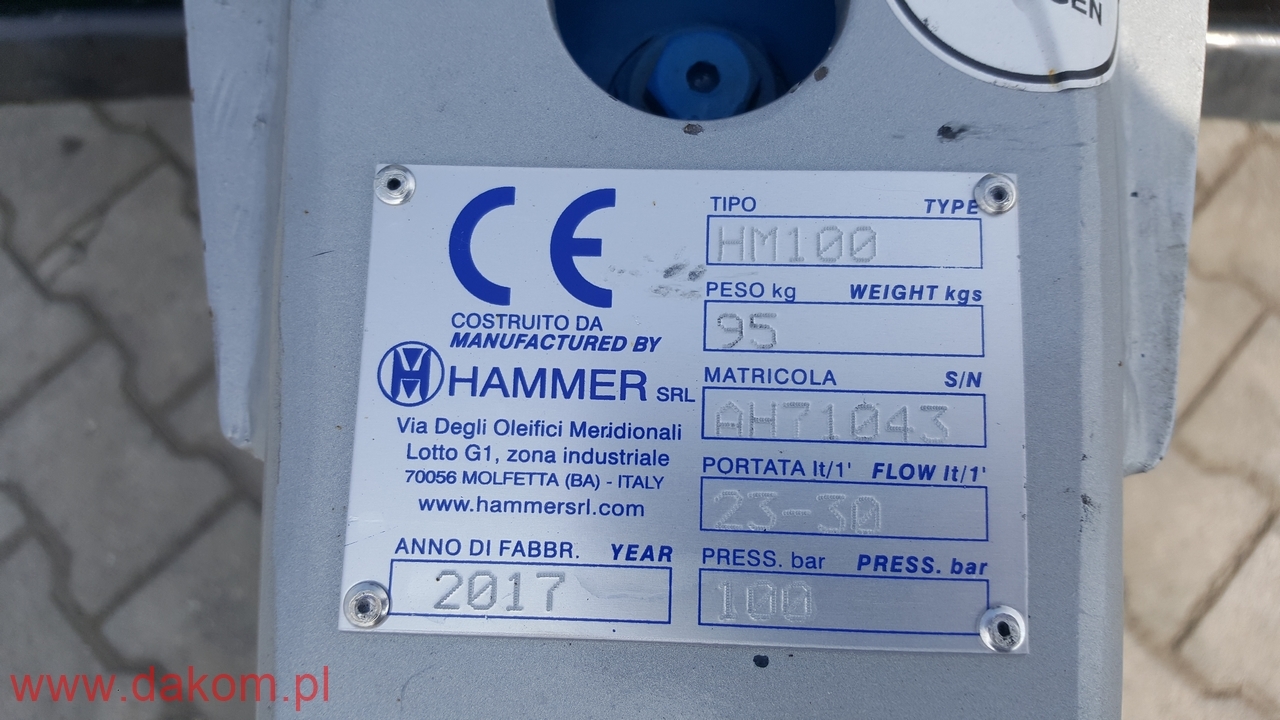 CE
COSTRUITO DA
MANUFACTURED BY
HAMMER SRL
Via Degli Oleifici Meridionali
Lotto G1, zona industriale
70056 MOLFETTA (BA) - ITALY
www.hammersrl.com
ANNO DI FABBR. YEAR
2017
TIPO TYPE
HM100
PESO kg WEIGHT kgs
95
MATRICOLA S/N
AH71043
PORTATA lt/1' FLOW lt/1'
23-30
PRESS. bar PRESS. bar
100
www.dakom.pl